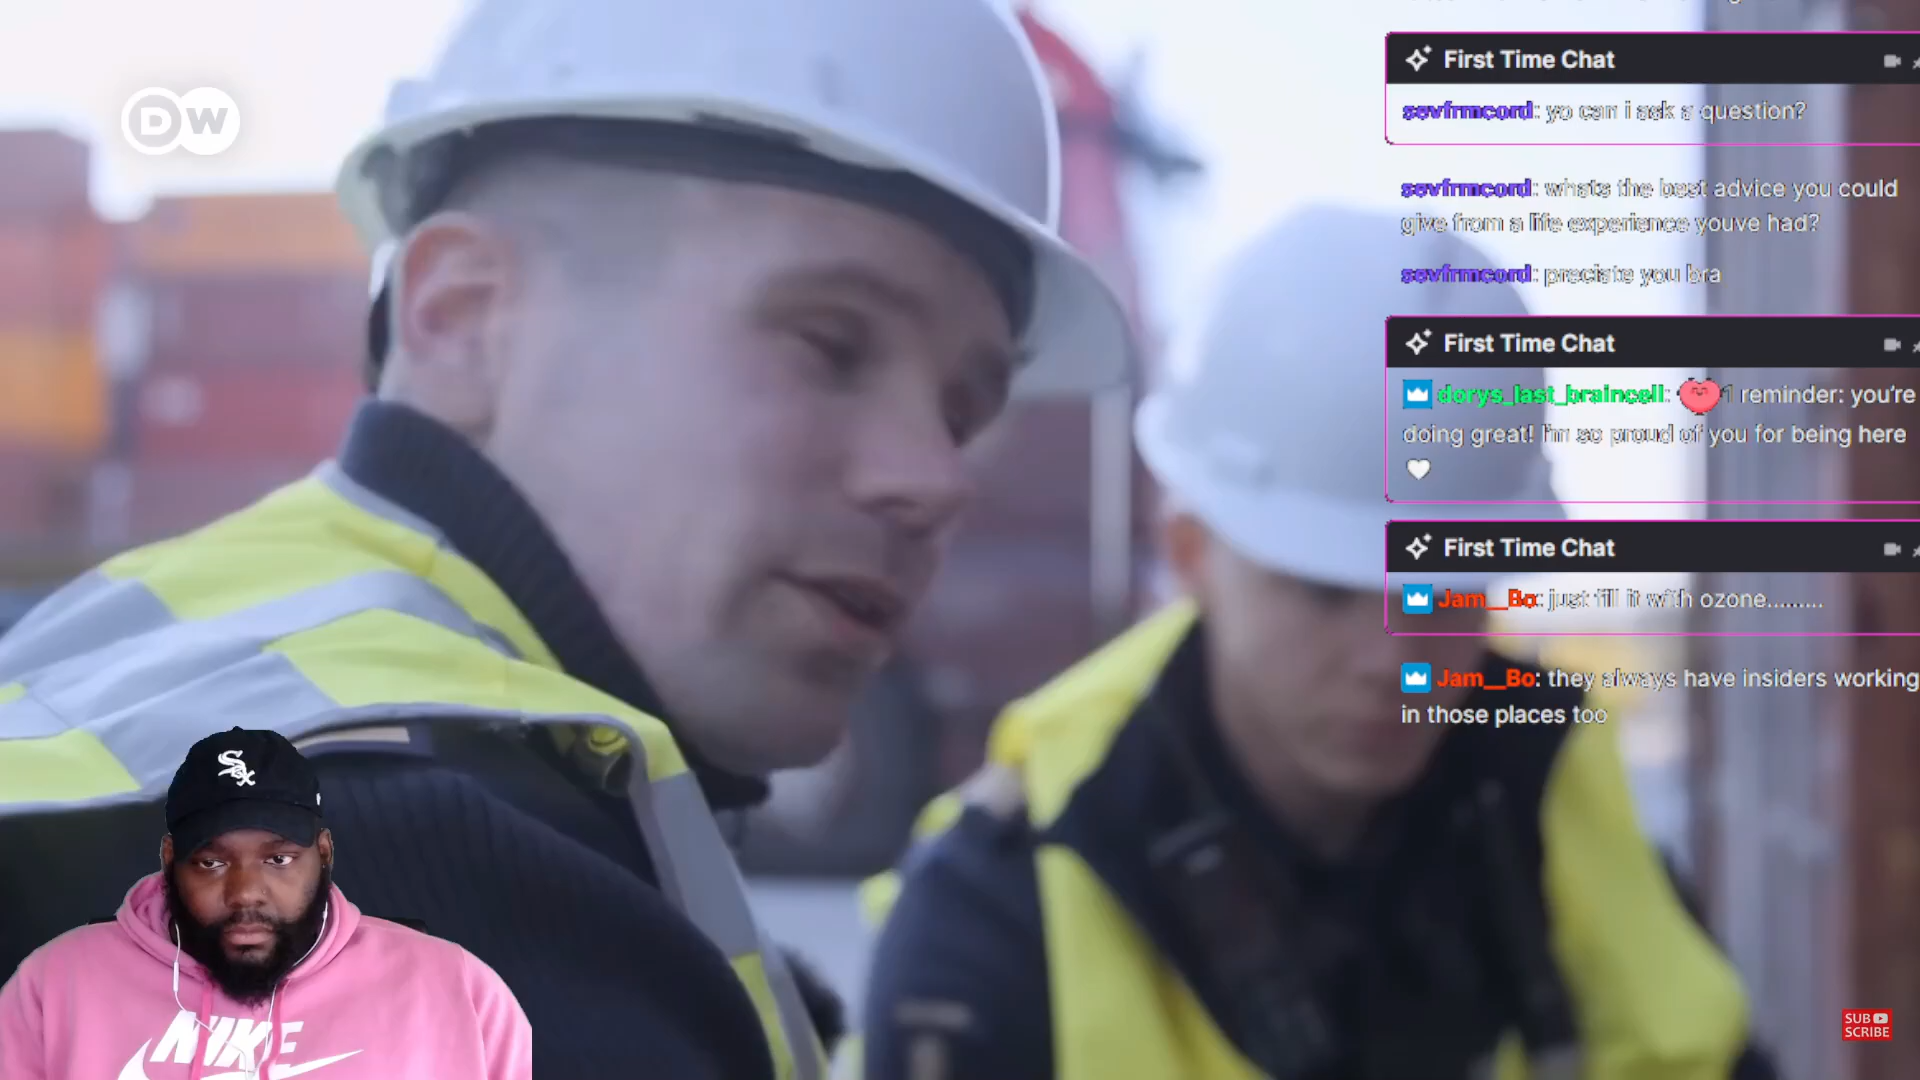 DW
First Time Chat
sevfrmcord: yo can i ask a question?
sevfrmcord: whats the best advice you could
give from a life experience youve had?
sevfrmcord: preciate you bra
First Time Chat
dorys_last_braincell: 1 reminder: you're
doing great! I'm so proud of you for being here
First Time Chat
Jam__Bo: just fill it with ozone.........
Jam__Bo: they always have insiders working
in those places too
Sox
NIKE
SUB
SCRIBE